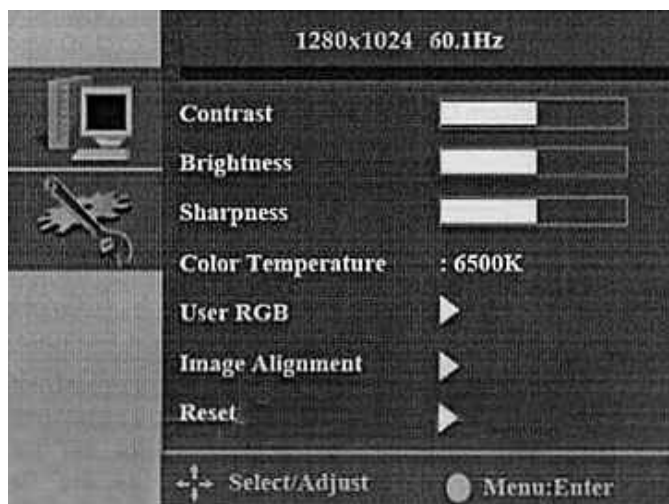 1280x1024 60.1Hz
Contrast
Brightness
Sharpness
Color Temperature : 6500K
User RGB
Image Alignment
Reset
Select/Adjust Menu:Enter